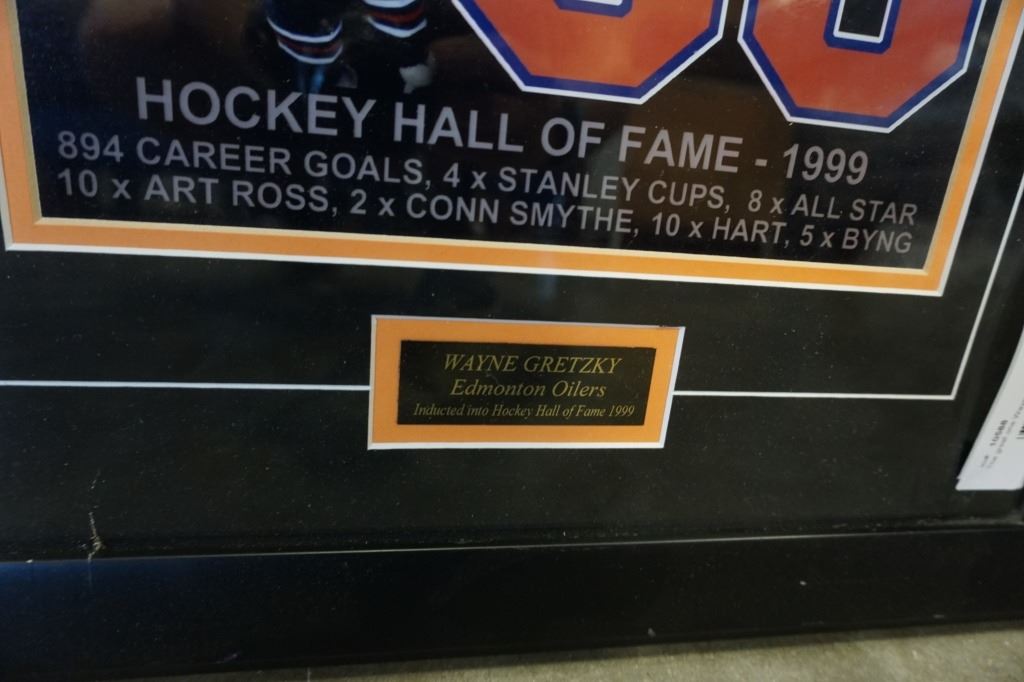 HOCKEY HALL OF FAME - 1999
894 CAREER GOALS, 4 x STANLEY CUPS, 8 x ALL STAR
10 x ART ROSS, 2 x CONN SMYTHE, 10 x HART, 5 x BYNG
WAYNE GRETZKY
Edmonton Oilers
Inducted into Hockey Hall of Fame 1999